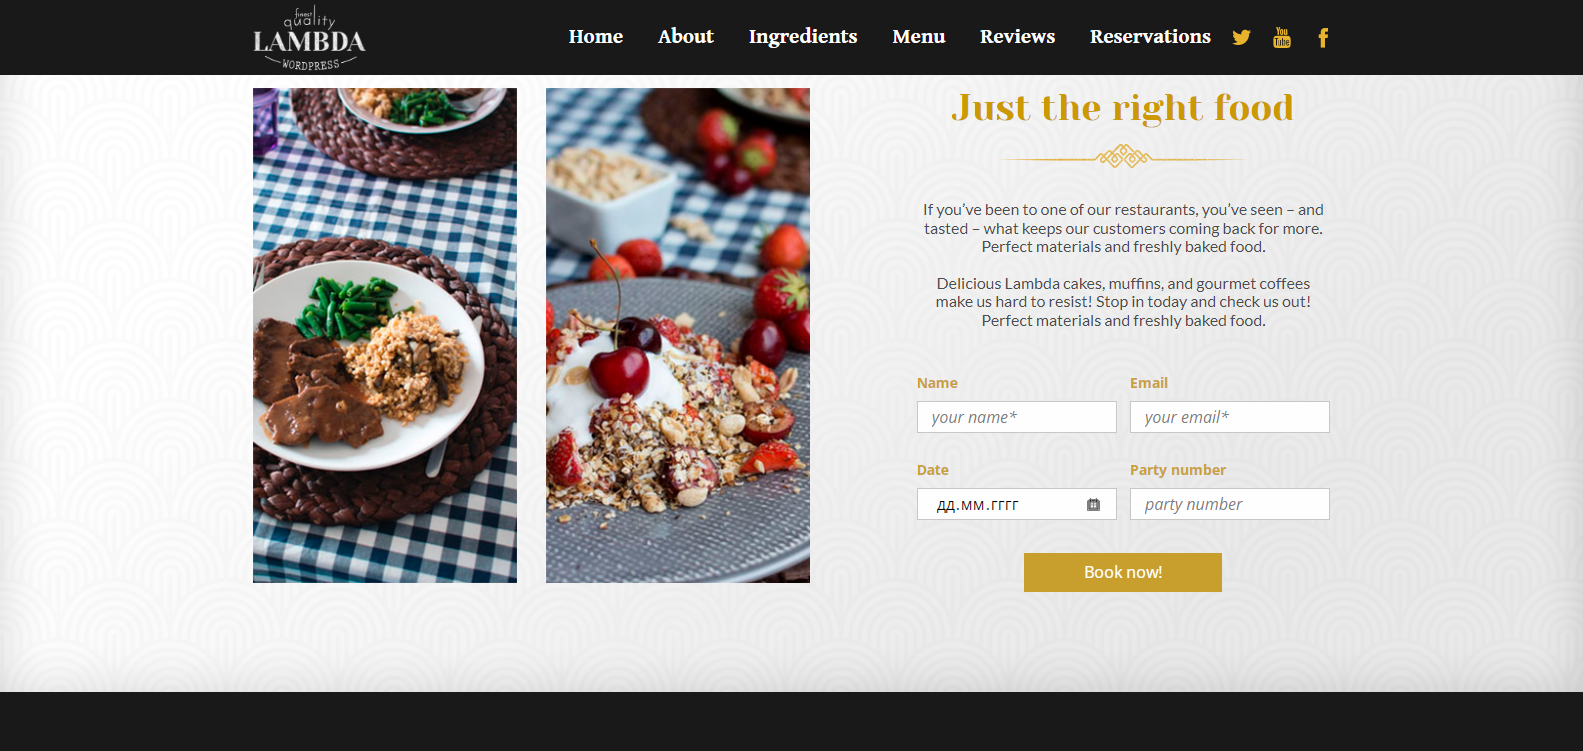 finest
quality
LAMBDA
WORDPRESS
Home About Ingredients Menu Reviews Reservations
You
Tube
Just the right food
If you’ve been to one of our restaurants, you’ve seen – and
tasted – what keeps our customers coming back for more.
Perfect materials and freshly baked food.
Delicious Lambda cakes, muffins, and gourmet coffees
make us hard to resist! Stop in today and check us out!
Perfect materials and freshly baked food.
Name Email
your name* your email*
Date Party number
дд.мм.гггг party number
Book now!